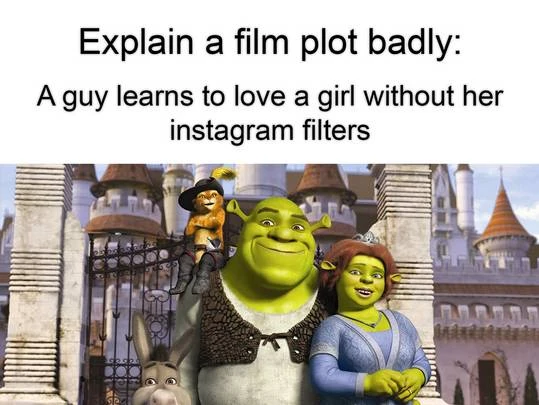 Explain a film plot badly:
A guy learns to love a girl without her
instagram filters